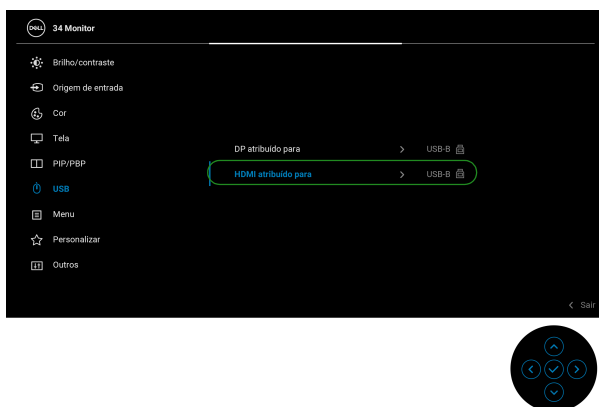 DELL 34 Monitor
Brilho/contraste
Origem de entrada
Cor
Tela
DP atribuído para > USB-B
PIP/PBP
HDMI atribuído para > USB-B
USB
Menu
Personalizar
Outros
< Sair